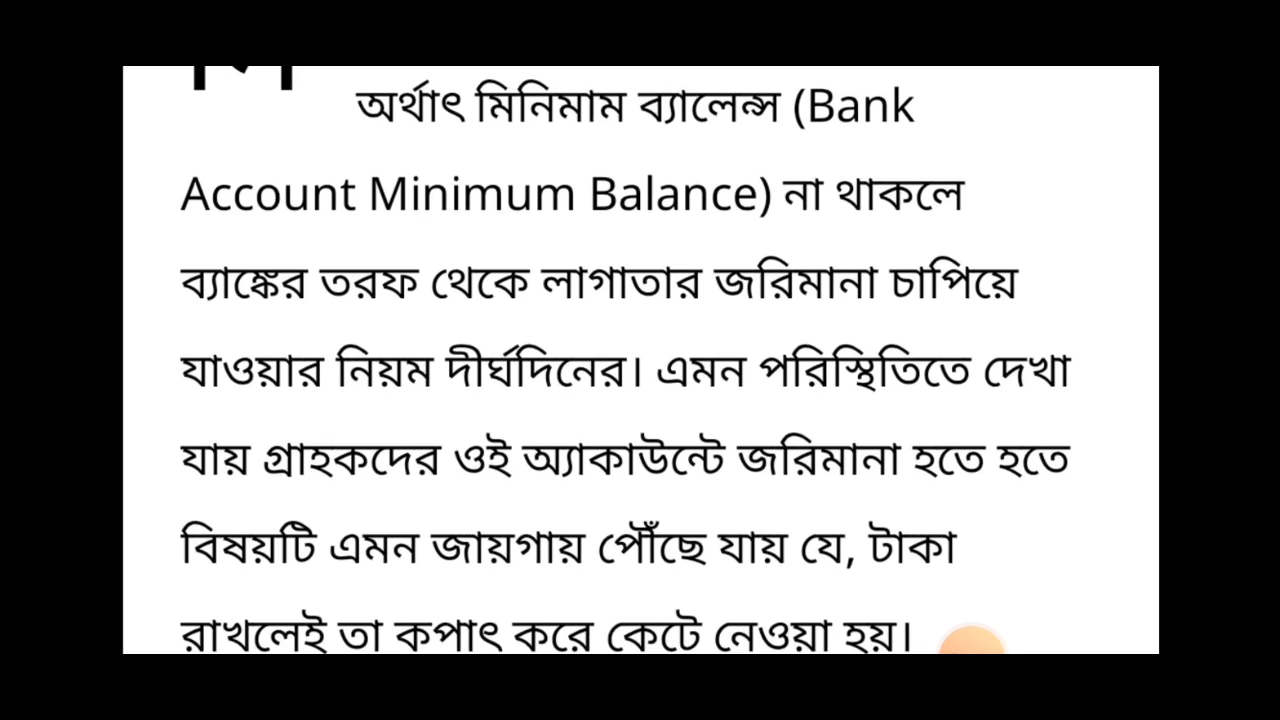 অর্থাৎ মিনিমাম ব্যালেন্স (Bank
Account Minimum Balance) না থাকলে
ব্যাঙ্কের তরফ থেকে লাগাতার জরিমানা চাপিয়ে
যাওয়ার নিয়ম দীর্ঘদিনের। এমন পরিস্থিতিতে দেখা
যায় গ্রাহকদের ওই অ্যাকাউন্টে জরিমানা হতে হতে
বিষয়টি এমন জায়গায় পৌঁছে যায় যে, টাকা
রাখলেই তা কপাৎ করে কেটে নেওয়া হয়।